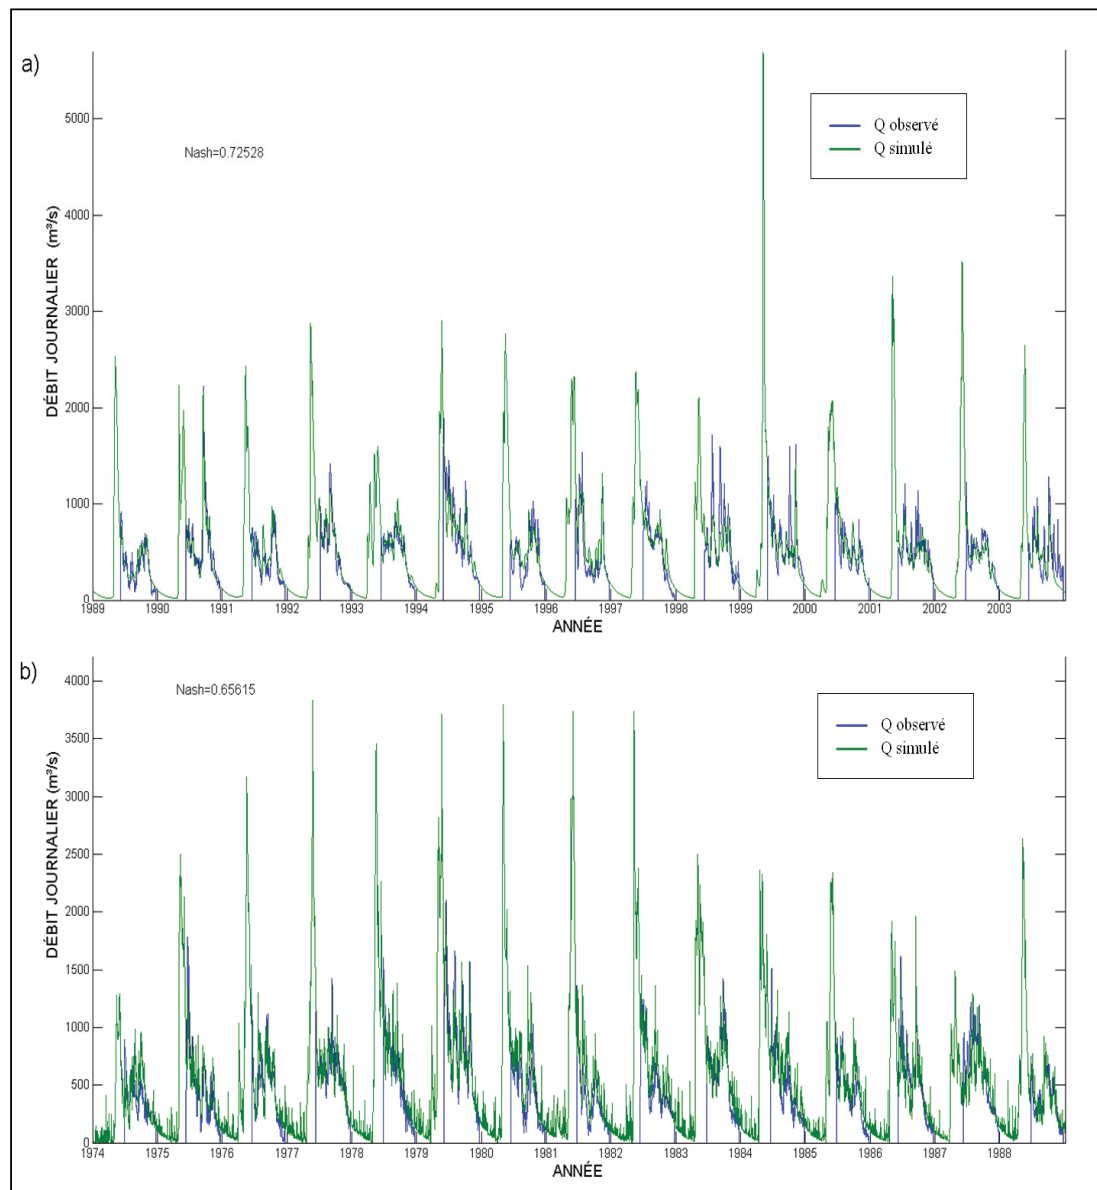 a)
Q observé
Q simulé
Nash=0.72528
DÉBIT JOURNALIER (m³/s)
5000
4000
3000
2000
1000
0
1989 1990 1991 1992 1993 1994 1995 1996 1997 1998 1999 2000 2001 2002 2003
ANNÉE
b)
Nash=0.65615
Q observé
Q simulé
DÉBIT JOURNALIER (m³/s)
4000
3500
3000
2500
2000
1500
1000
500
0
1974 1975 1976 1977 1978 1979 1980 1981 1982 1983 1984 1985 1986 1987 1988
ANNÉE